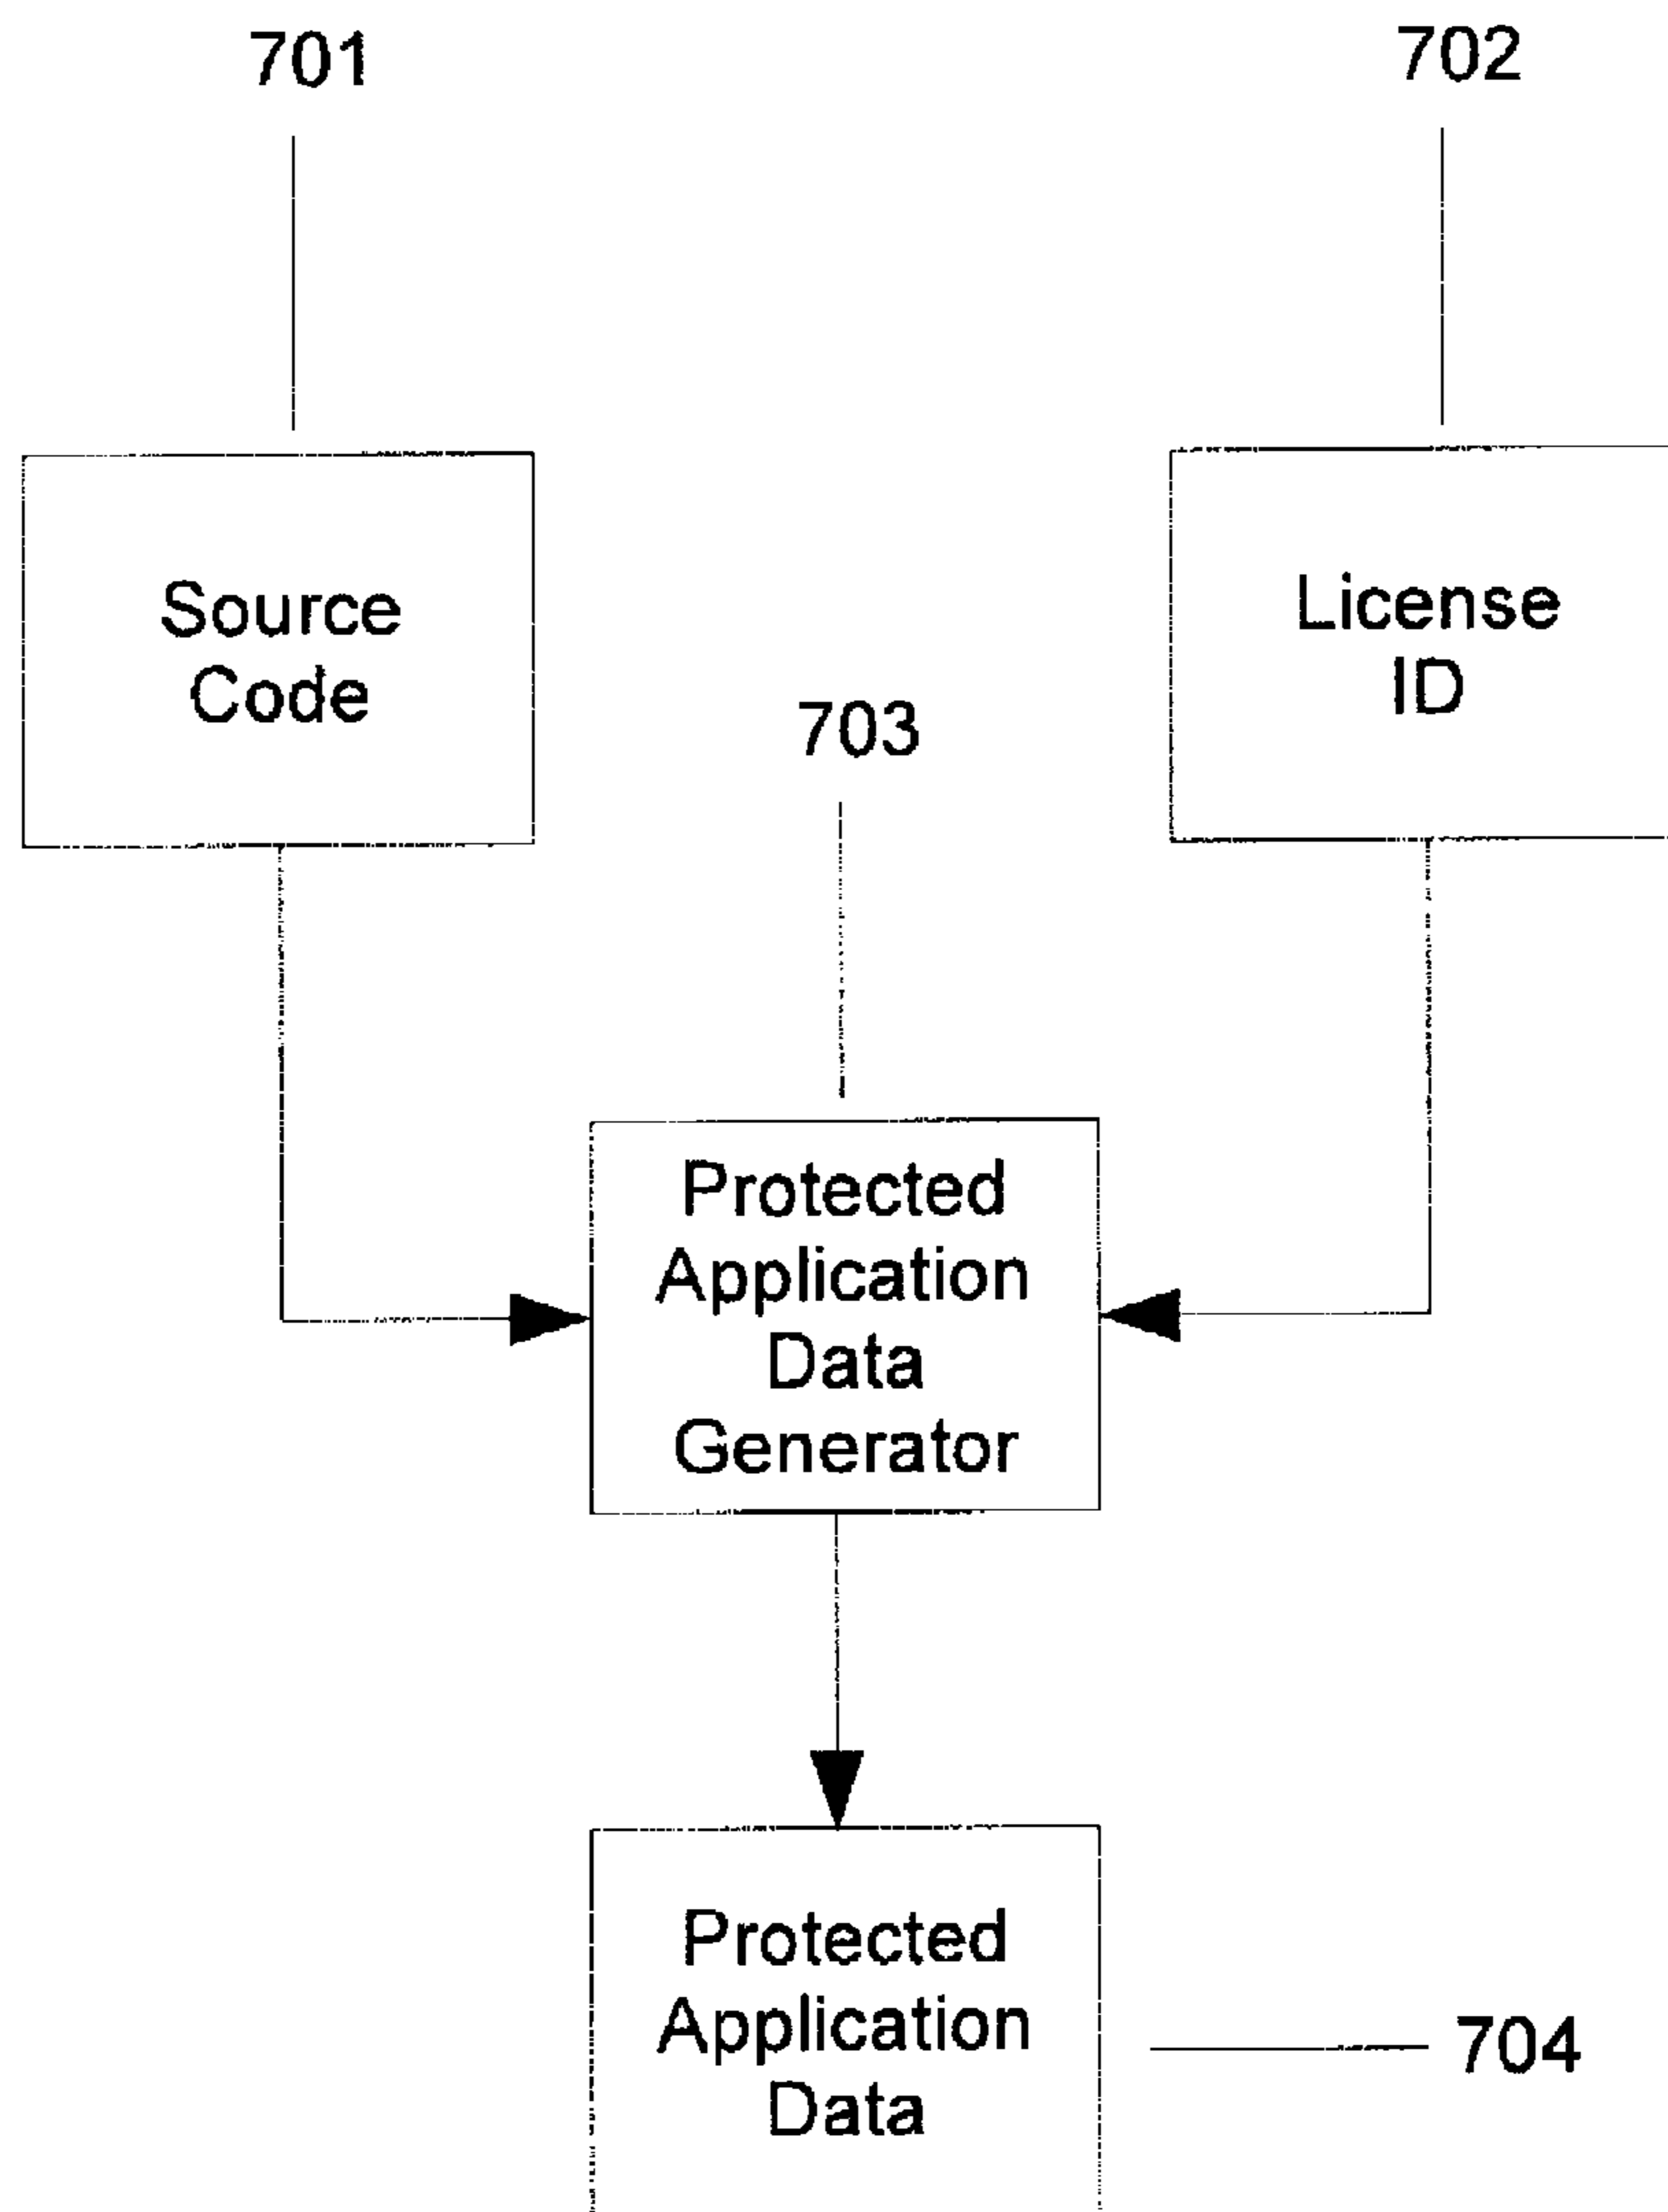 701
702
Source
Code
License
ID
703
Protected
Application
Data
Generator
Protected
Application
Data
704